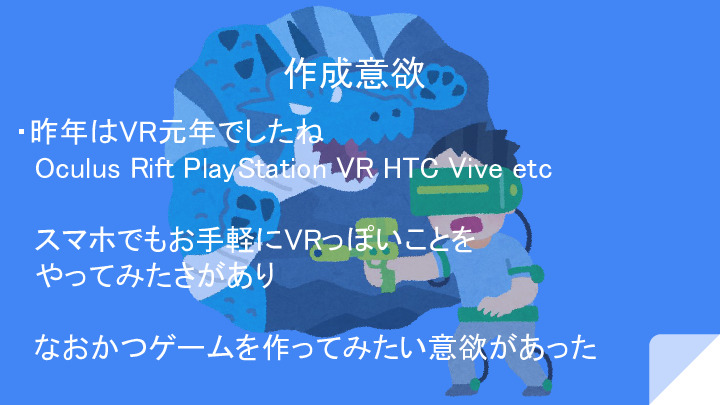 作成意欲
・昨年はVR元年でしたね
Oculus Rift PlayStation VR HTC Vive etc
スマホでもお手軽にVRっぽいことを
やってみたさがあり
なおかつゲームを作ってみたい意欲があった